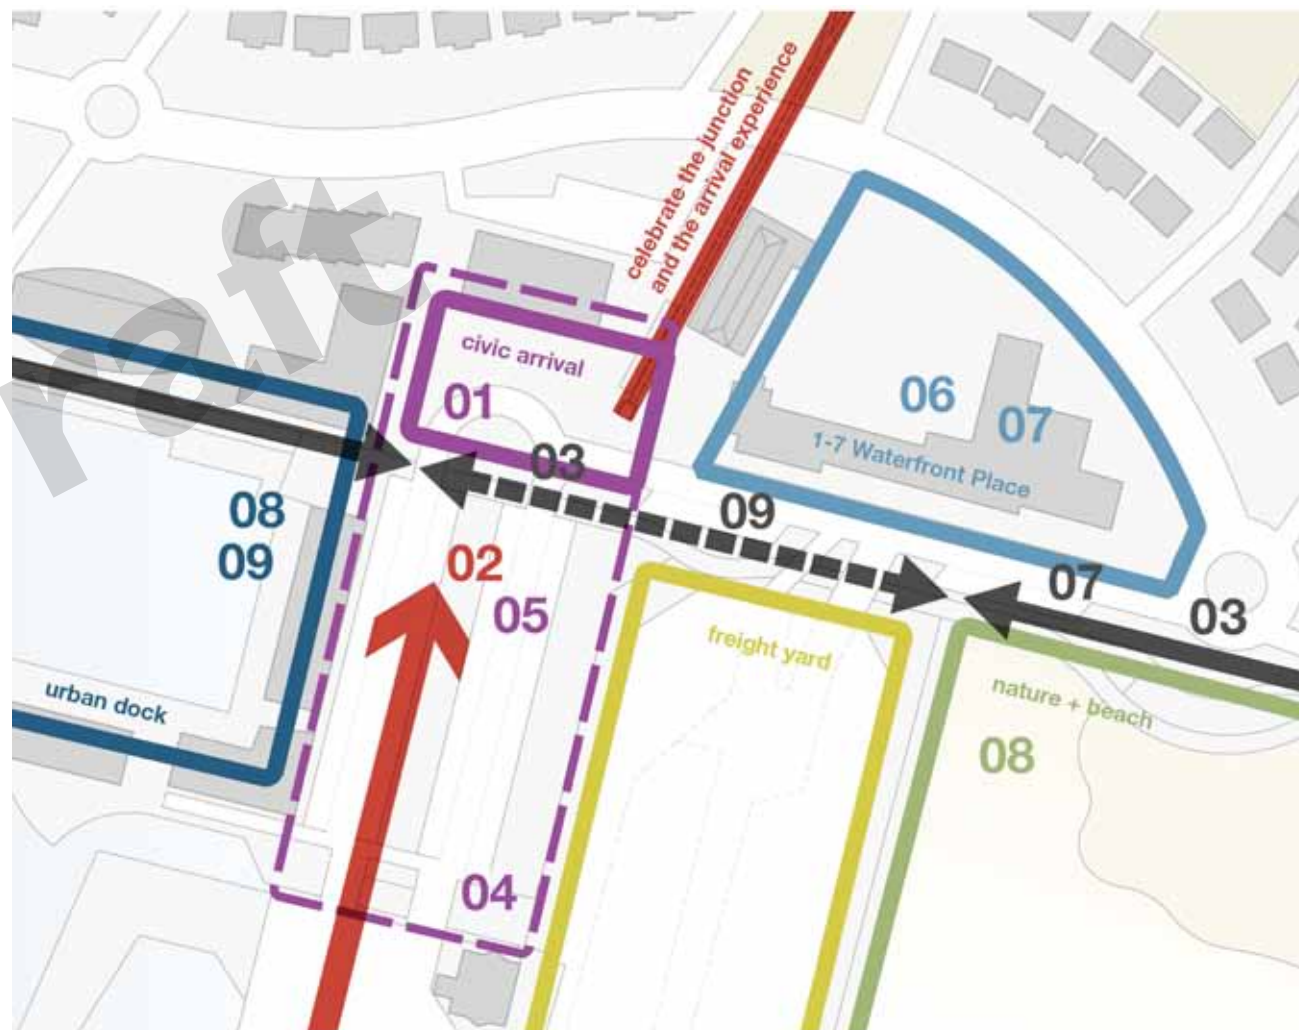 celebrate the junction
and the arrival experience
civic arrival
01
06
07
1-7 Waterfront Place
03
09
08
09
02
05
07
03
freight yard
nature + beach
08
urban dock
04
raft